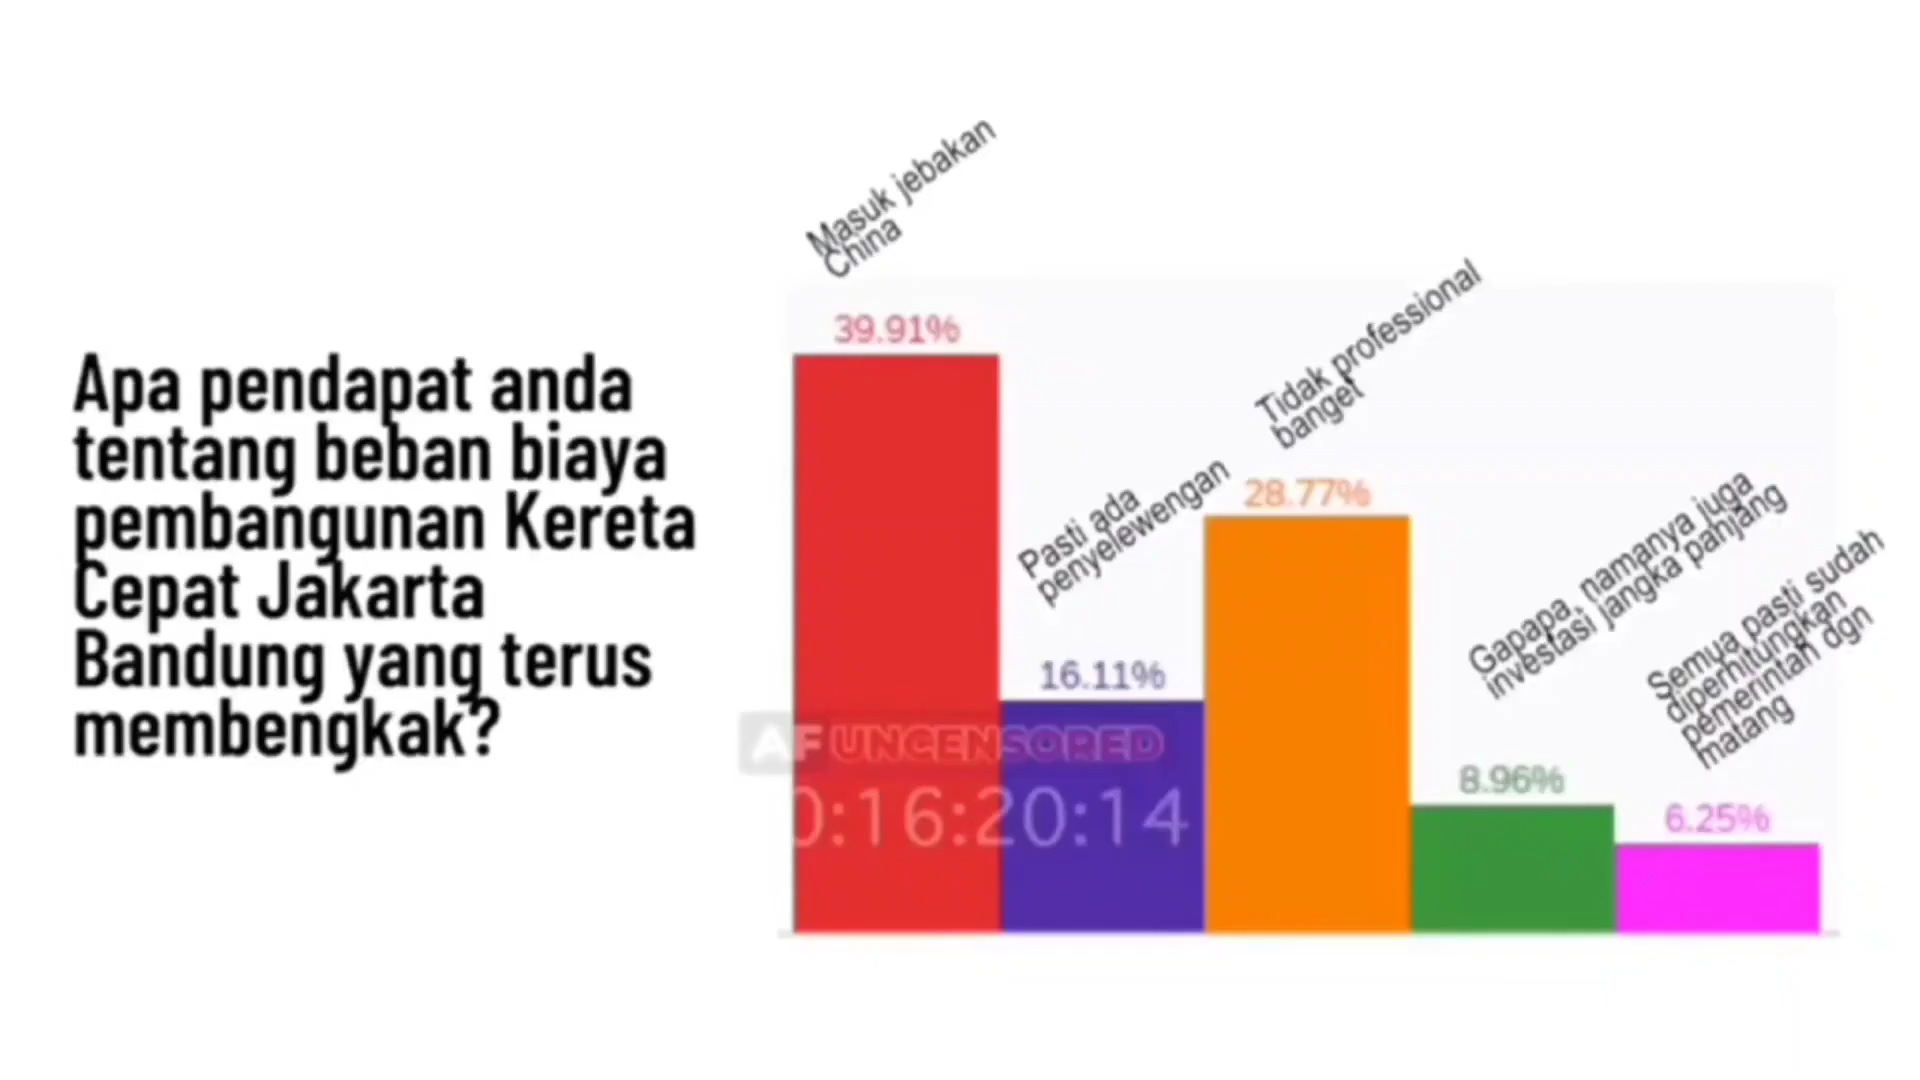 Apa pendapat anda
tentang beban biaya
pembangunan Kereta
Cepat Jakarta
Bandung yang terus
membengkak?
Masuk jebakan
China
39.91%
Pasti ada
penyelewengan
16.11%
Tidak professional
banget
28.77%
Gapapa, namanya juga
investasi jangka panjang
8.96%
Semua pasti sudah
diperhitungkan
pemerintah dgn
matang
6.25%
AF UNCENSORED
0:16:20:14